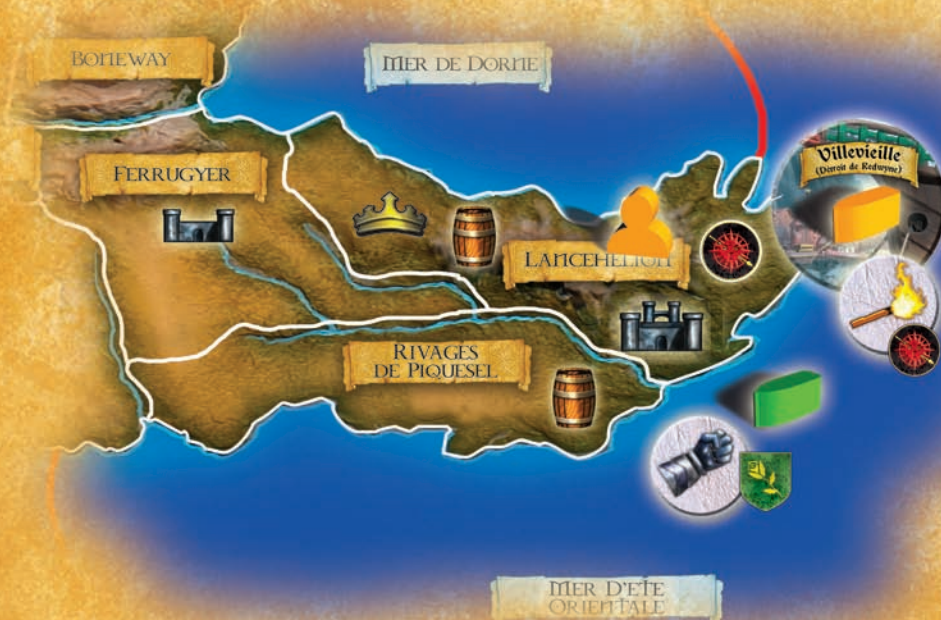 BONEWAY
MER DE DORNE
FERRUGYER
Villevieille
(Détroit de Redwyne)
LANCEHELION
RIVAGES
DE PIQUESEL
MER D'ÉTÉ
ORIENTALE